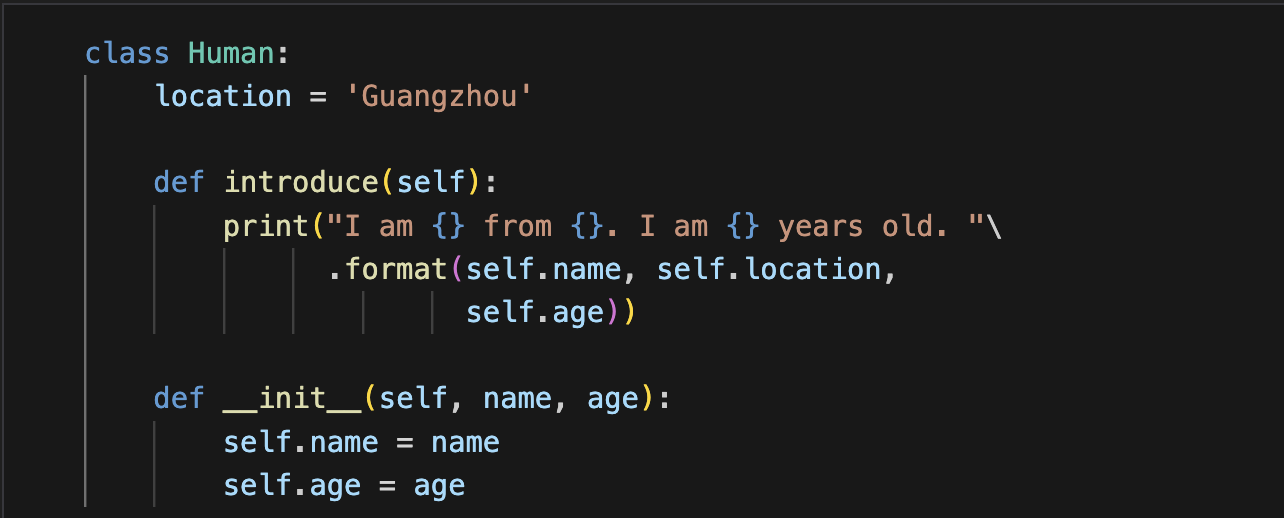 class Human:
    location = 'Guangzhou'

    def introduce(self):
        print("I am {} from {}. I am {} years old. "\
              .format(self.name, self.location,
                      self.age))

    def __init__(self, name, age):
        self.name = name
        self.age = age